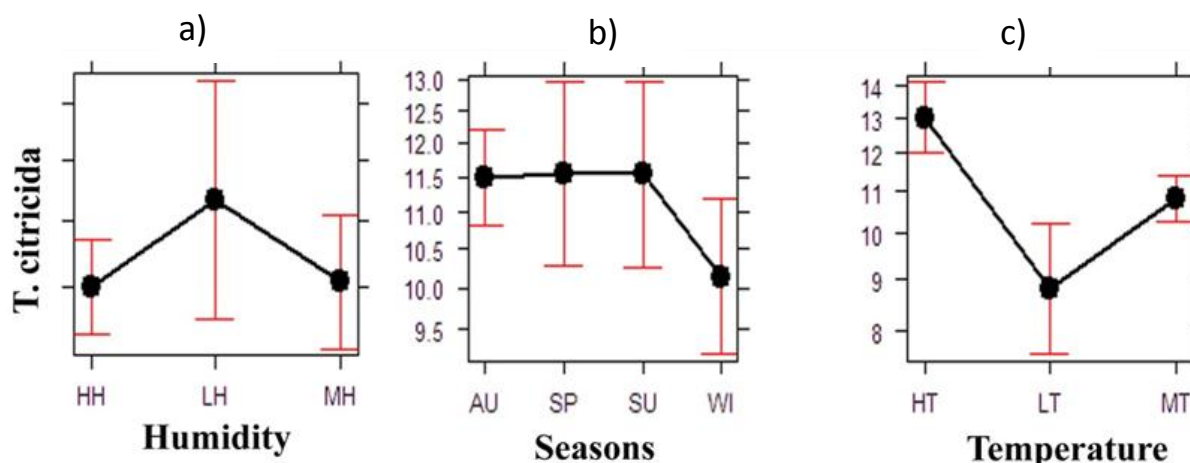 a)
b)
c)
T. citricida
HH LH MH
Humidity
13.0
12.5
12.0
11.5
11.0
10.5
10.0
9.5
AU SP SU WI
Seasons
14
13
12
11
10
9
8
HT LT MT
Temperature